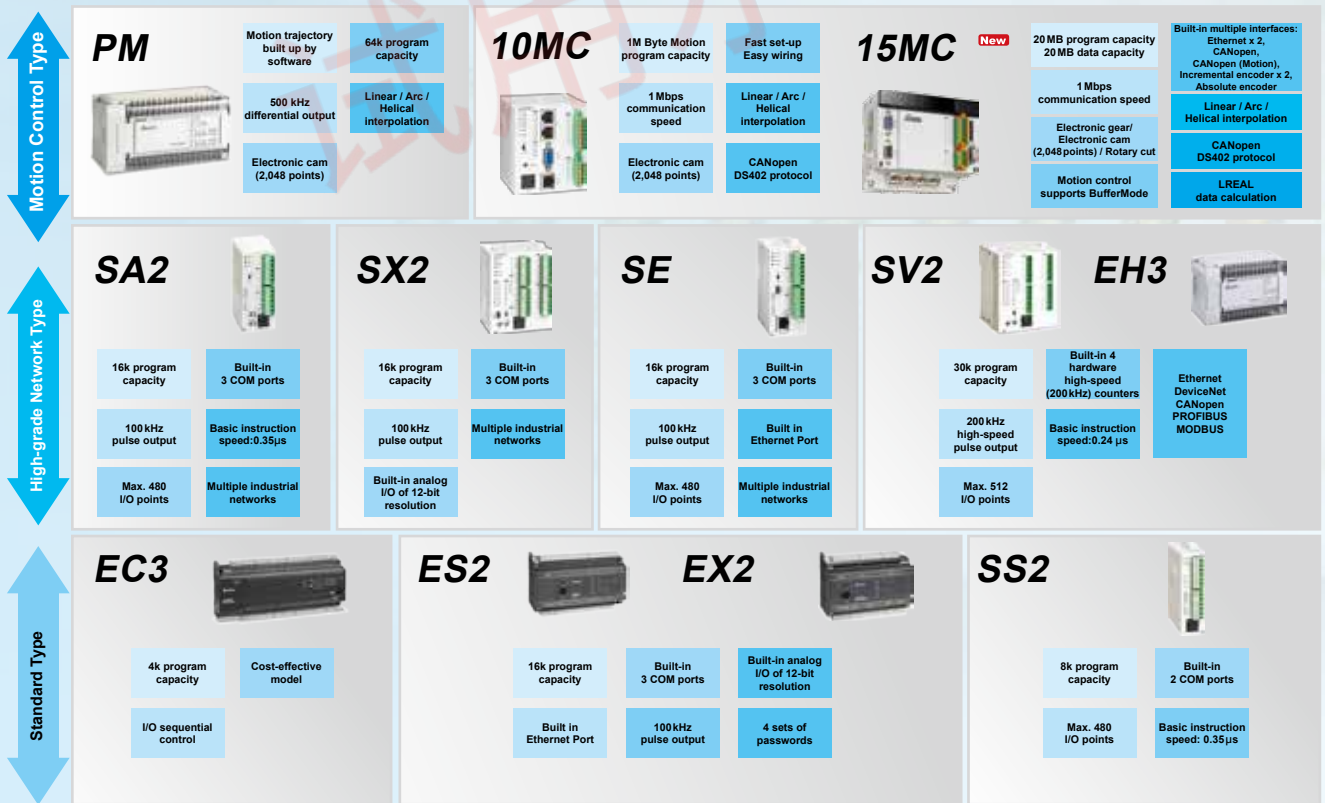 Motion Control Type
PM
Motion trajectory
built up by
software
64k program
capacity
500 kHz
differential output
Linear / Arc /
Helical
interpolation
Electronic cam
(2,048 points)
10MC
1M Byte Motion
program capacity
Fast set-up
Easy wiring
1 Mbps
communication
speed
Linear / Arc /
Helical
interpolation
Electronic cam
(2,048 points)
CANopen
DS402 protocol
15MC
New
20 MB program capacity
20 MB data capacity
Built-in multiple interfaces:
Ethernet x 2,
CANopen,
CANopen (Motion),
Incremental encoder x 2,
Absolute encoder
1 Mbps
communication speed
Linear / Arc /
Helical interpolation
Electronic gear/
Electronic cam
(2,048 points) / Rotary cut
CANopen
DS402 protocol
Motion control
supports BufferMode
LREAL
data calculation
试用
High-grade Network Type
SA2
16k program
capacity
Built-in
3 COM ports
100 kHz
pulse output
Basic instruction
speed:0.35µs
Max. 480
I/O points
Multiple industrial
networks
SX2
16k program
capacity
Built-in
3 COM ports
100 kHz
pulse output
Multiple industrial
networks
Built-in analog
I/O of 12-bit
resolution
SE
16k program
capacity
Built-in
3 COM ports
100 kHz
pulse output
Built in
Ethernet Port
Max. 480
I/O points
Multiple industrial
networks
SV2
EH3
30k program
capacity
Built-in 4
hardware
high-speed
(200 kHz) counters
Ethernet
DeviceNet
CANopen
PROFIBUS
MODBUS
200 kHz
high-speed
pulse output
Basic instruction
speed:0.24 µs
Max. 512
I/O points
Standard Type
EC3
4k program
capacity
Cost-effective
model
I/O sequential
control
ES2
EX2
16k program
capacity
Built-in
3 COM ports
Built-in analog
I/O of 12-bit
resolution
Built in
Ethernet Port
100 kHz
pulse output
4 sets of
passwords
SS2
8k program
capacity
Built-in
2 COM ports
Max. 480
I/O points
Basic instruction
speed: 0.35µs